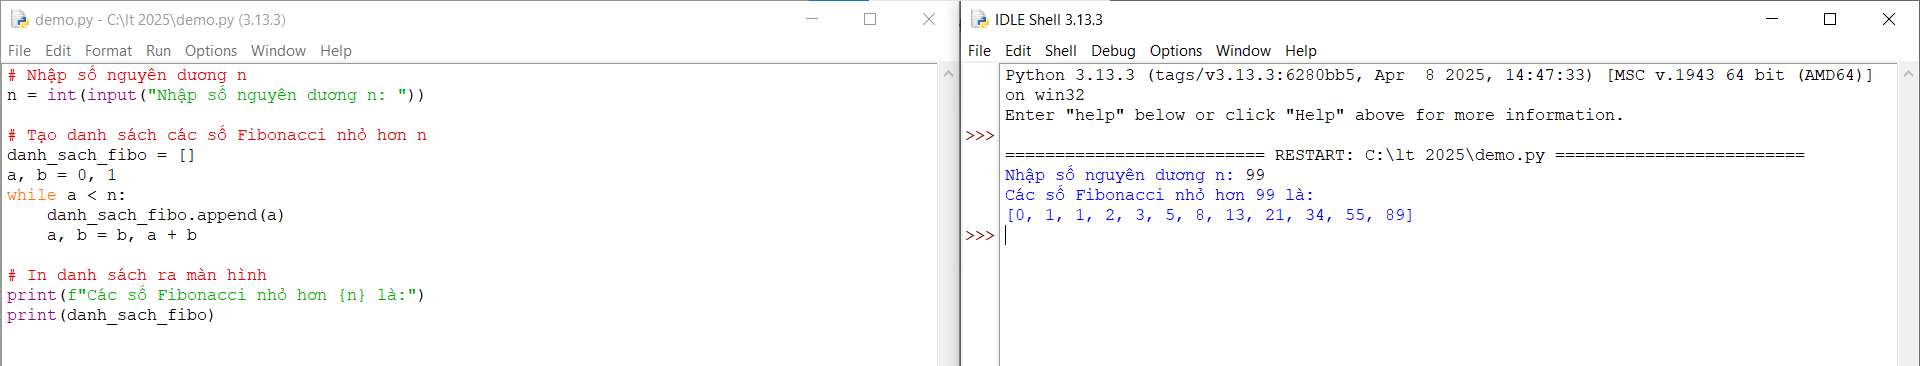 demo.py - C:\lt 2025\demo.py (3.13.3)
File Edit Format Run Options Window Help
# Nhập số nguyên dương n
n = int(input("Nhập số nguyên dương n: "))
# Tạo danh sách các số Fibonacci nhỏ hơn n
danh_sach_fibo = []
a, b = 0, 1
while a < n:
    danh_sach_fibo.append(a)
    a, b = b, a + b
# In danh sách ra màn hình
print(f"Các số Fibonacci nhỏ hơn {n} là:")
print(danh_sach_fibo)
IDLE Shell 3.13.3
File Edit Shell Debug Options Window Help
Python 3.13.3 (tags/v3.13.3:6280bb5, Apr  8 2025, 14:47:33) [MSC v.1943 64 bit (AMD64)]
on win32
Enter "help" below or click "Help" above for more information.
>>>
========================== RESTART: C:\lt 2025\demo.py =========================
Nhập số nguyên dương n: 99
Các số Fibonacci nhỏ hơn 99 là:
[0, 1, 1, 2, 3, 5, 8, 13, 21, 34, 55, 89]
>>>